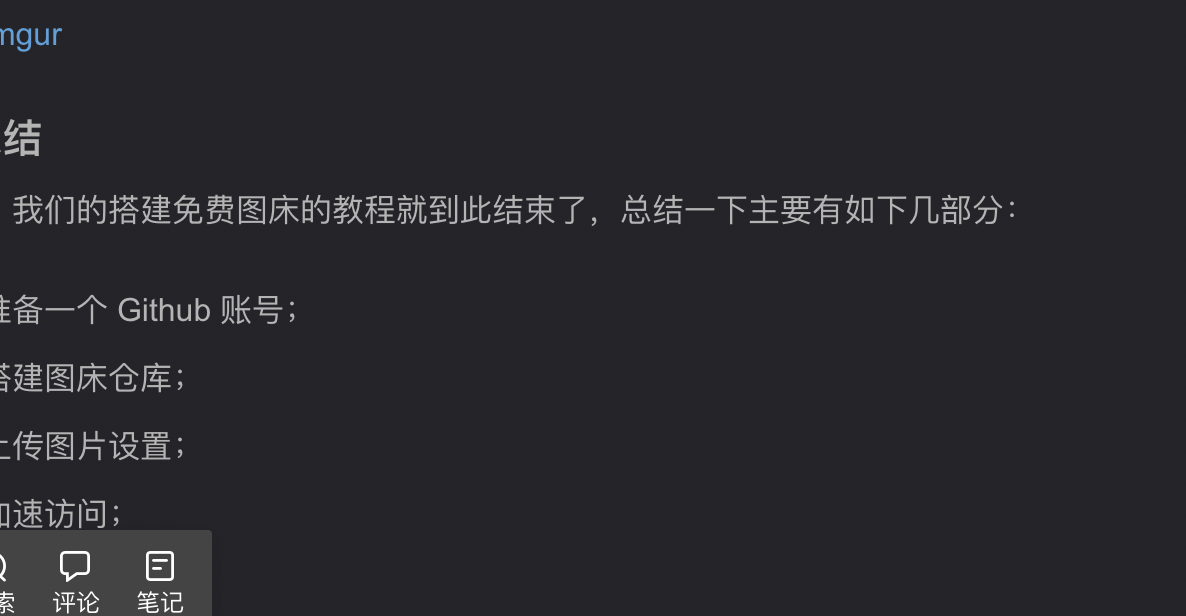 mgur
结
我们的搭建免费图床的教程就到此结束了，总结一下主要有如下几部分：
准备一个 Github 账号；
搭建图床仓库；
上传图片设置；
加速访问；
索 评论 笔记